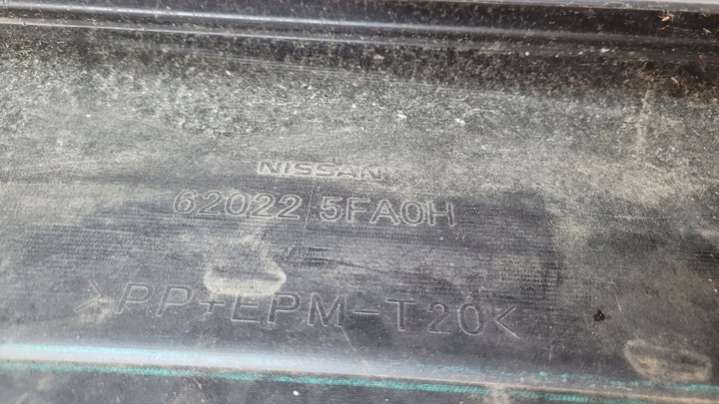 NISSAN
62022 5FA0H
>PP+EPM-T20<